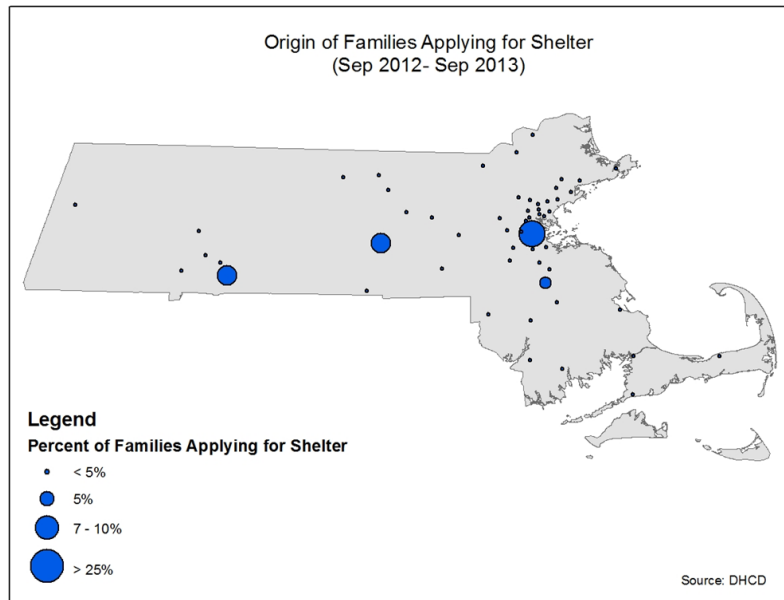 Origin of Families Applying for Shelter
(Sep 2012- Sep 2013)
Legend
Percent of Families Applying for Shelter
< 5%
5%
7 - 10%
> 25%
Source: DHCD